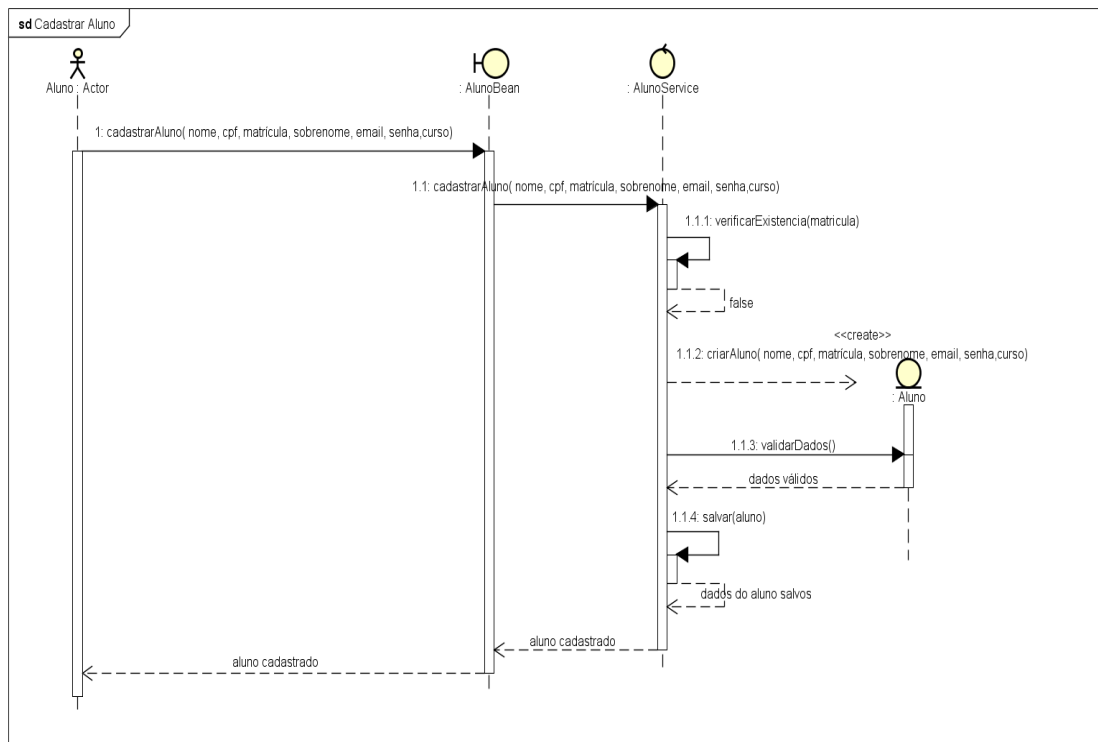 sd Cadastrar Aluno
Aluno : Actor
: AlunoBean
: AlunoService
1: cadastrarAluno( nome, cpf, matrícula, sobrenome, email, senha,curso)
1.1: cadastrarAluno( nome, cpf, matrícula, sobrenome, email, senha,curso)
1.1.1: verificarExistencia(matricula)
false
<<create>>
1.1.2: criarAluno( nome, cpf, matrícula, sobrenome, email, senha,curso)
: Aluno
1.1.3: validarDados()
dados válidos
1.1.4: salvar(aluno)
dados do aluno salvos
aluno cadastrado
aluno cadastrado